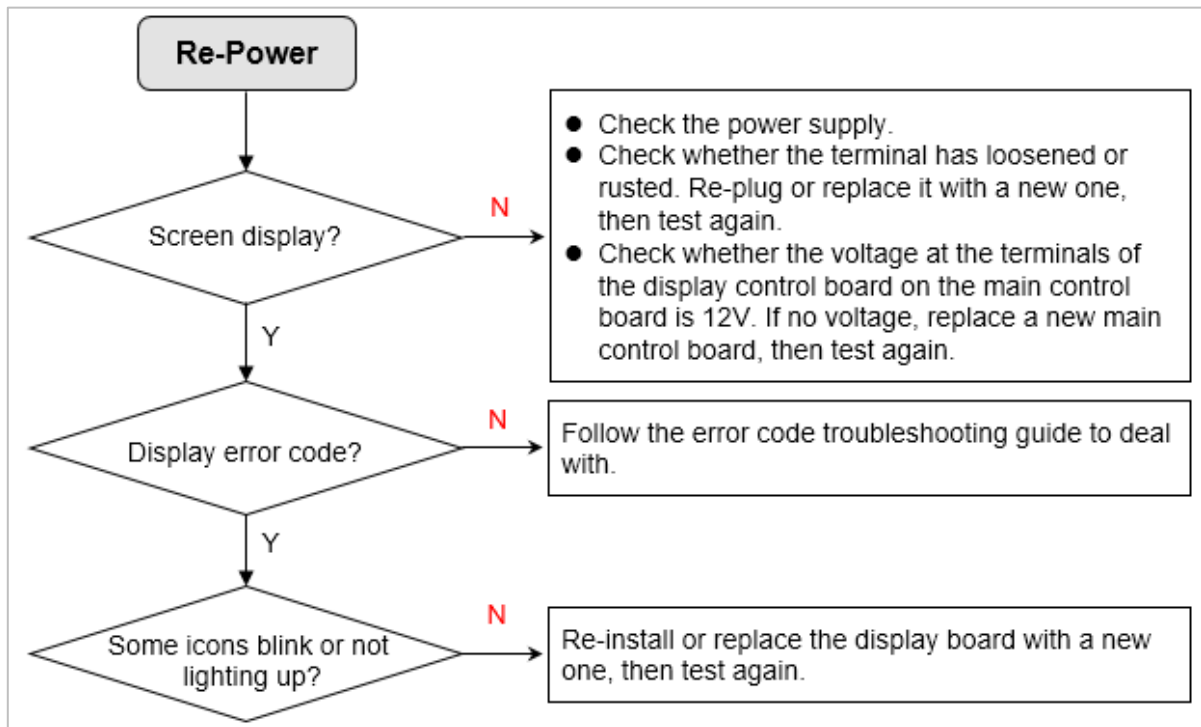 Re-Power
Screen display?
N
● Check the power supply.
● Check whether the terminal has loosened or
rusted. Re-plug or replace it with a new one,
then test again.
● Check whether the voltage at the terminals of
the display control board on the main control
board is 12V. If no voltage, replace a new main
control board, then test again.
Y
Display error code?
N
Follow the error code troubleshooting guide to deal
with.
Y
Some icons blink or not
lighting up?
N
Re-install or replace the display board with a new
one, then test again.